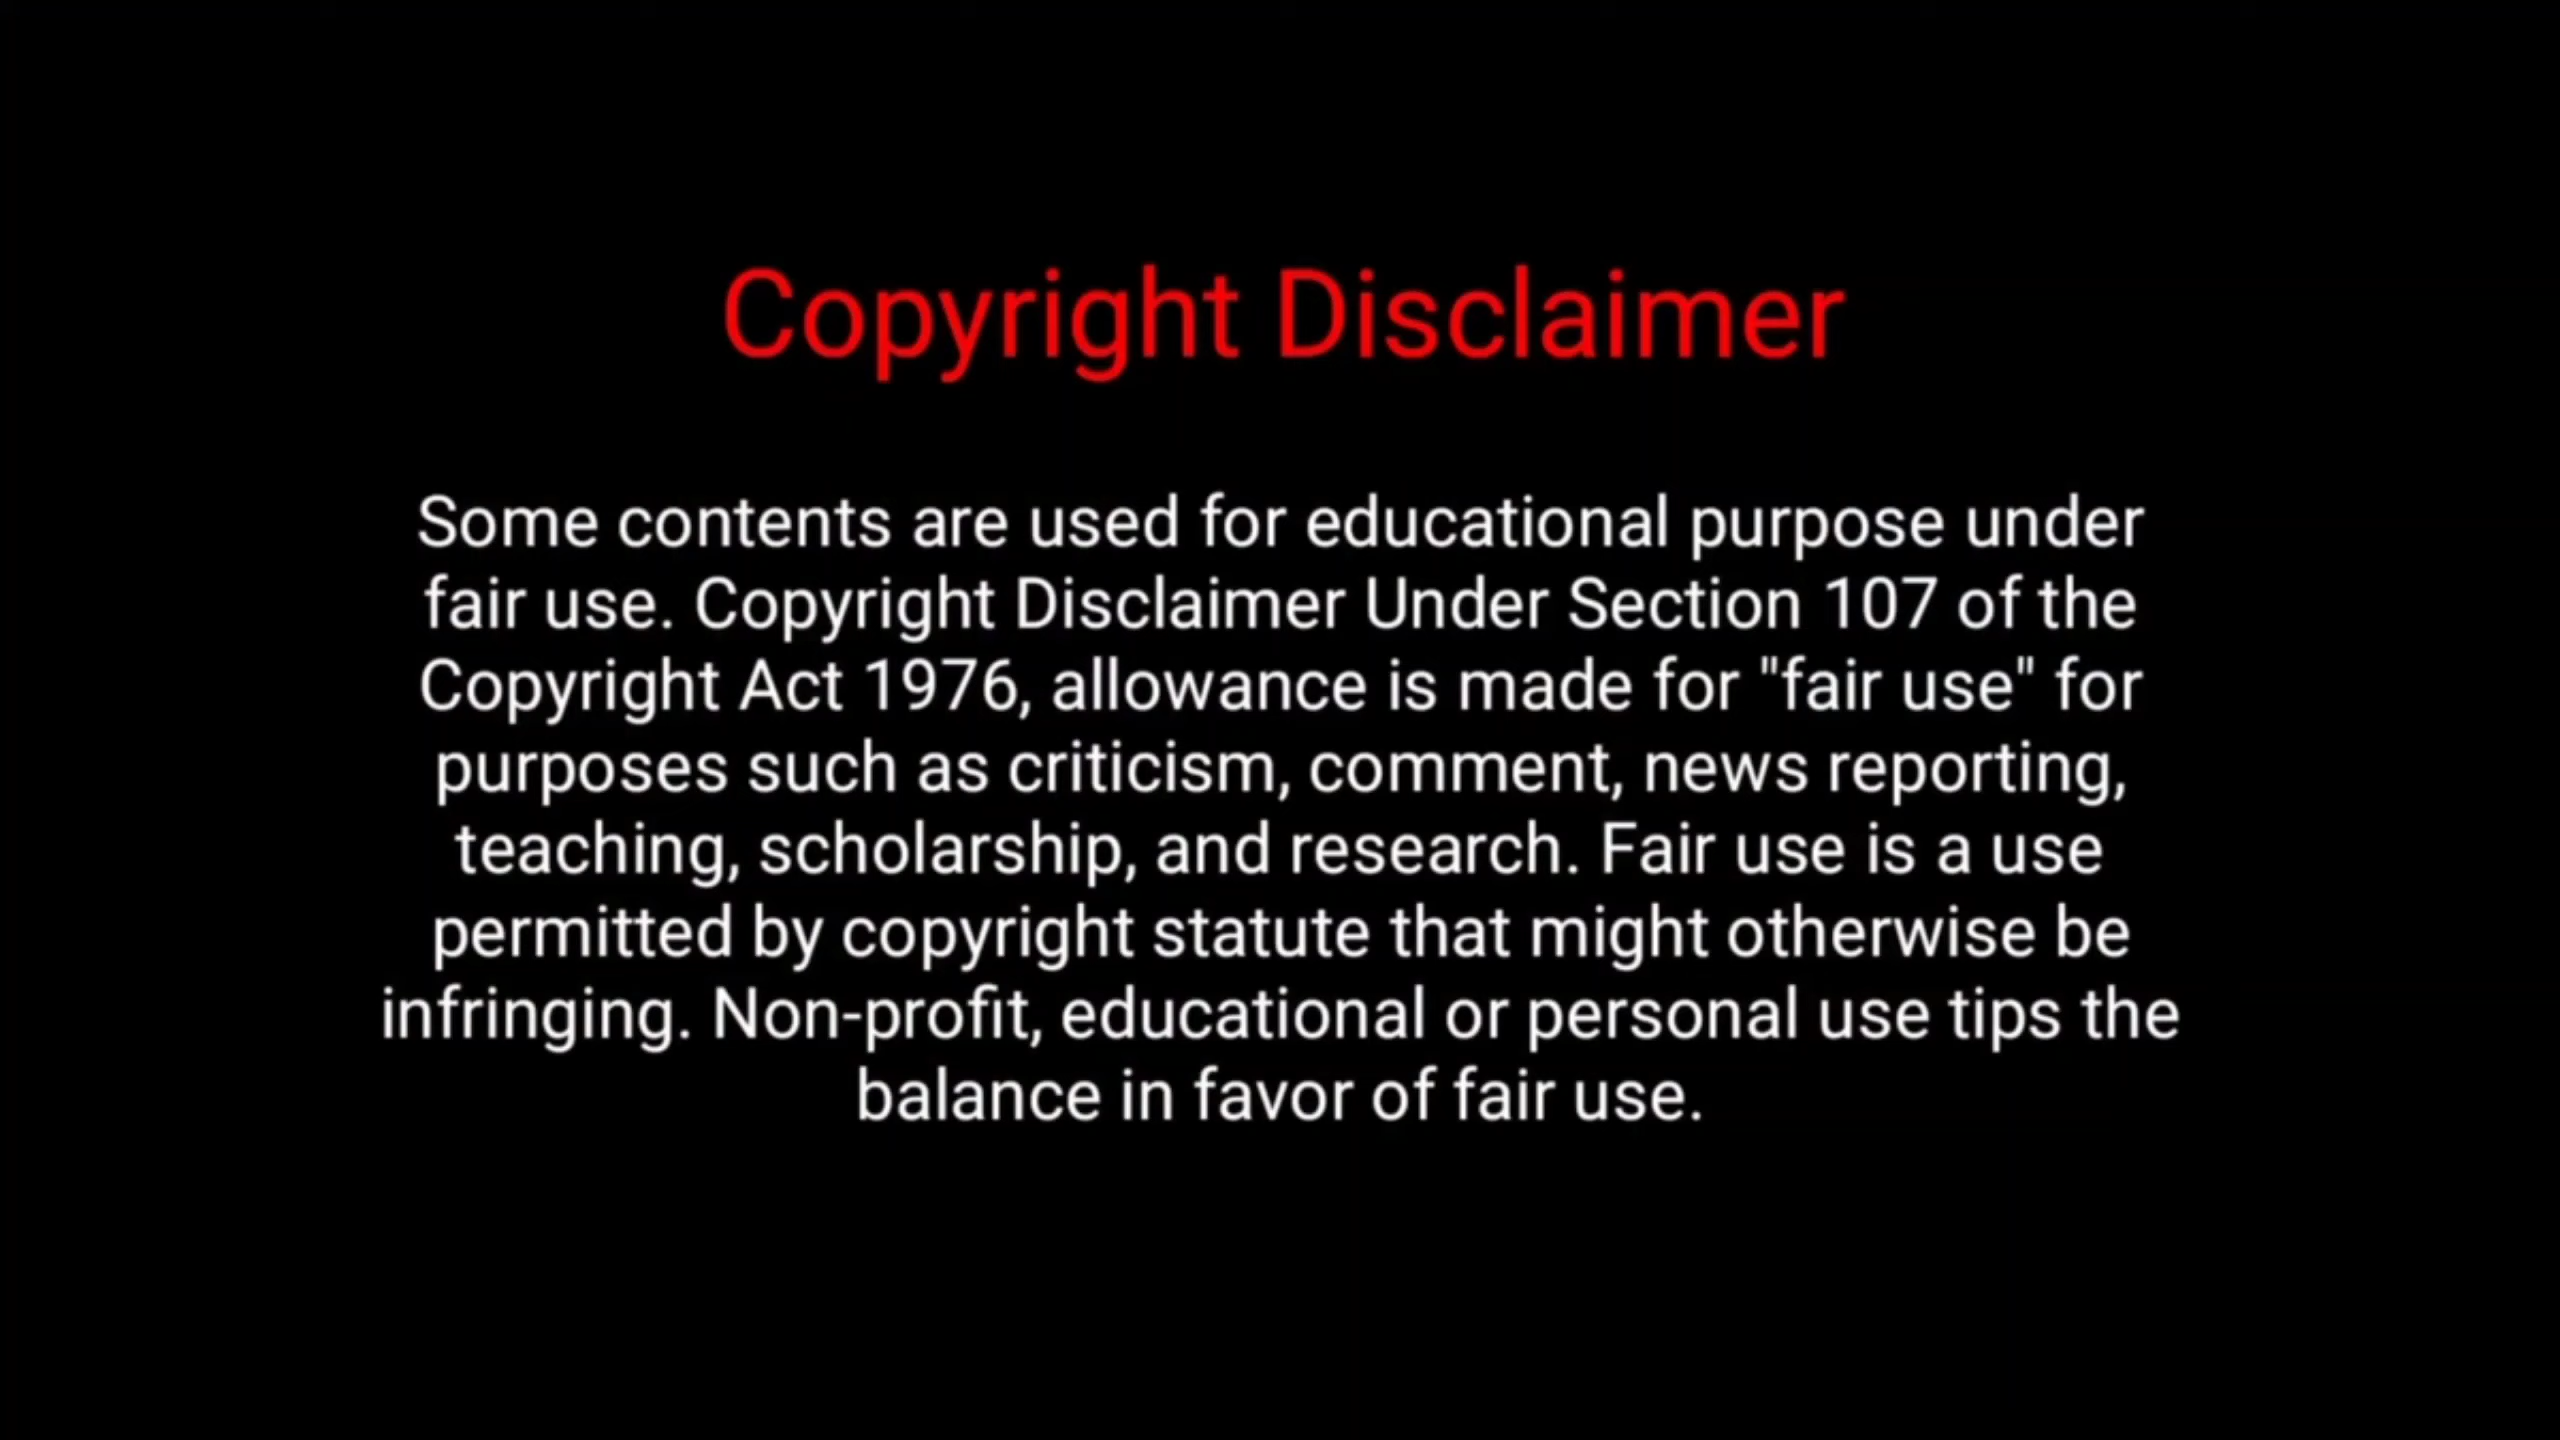 Copyright Disclaimer
Some contents are used for educational purpose under
fair use. Copyright Disclaimer Under Section 107 of the
Copyright Act 1976, allowance is made for "fair use" for
purposes such as criticism, comment, news reporting,
teaching, scholarship, and research. Fair use is a use
permitted by copyright statute that might otherwise be
infringing. Non-profit, educational or personal use tips the
balance in favor of fair use.